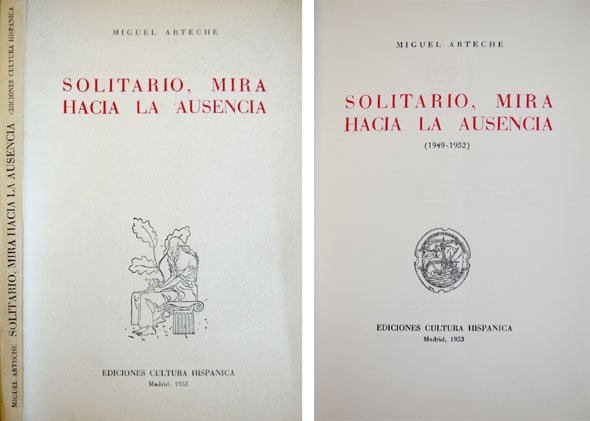 MIGUEL ARTECHE SOLITARIO, MIRA HACIA LA AUSENCIA EDICIONES CULTURA HISPANICA
MIGUEL ARTECHE
SOLITARIO, MIRA
HACIA LA AUSENCIA
EDICIONES CULTURA HISPANICA
Madrid, 1953
MIGUEL ARTECHE
SOLITARIO, MIRA
HACIA LA AUSENCIA
(1949-1952)
EDICIONES CULTURA HISPANICA
Madrid, 1953